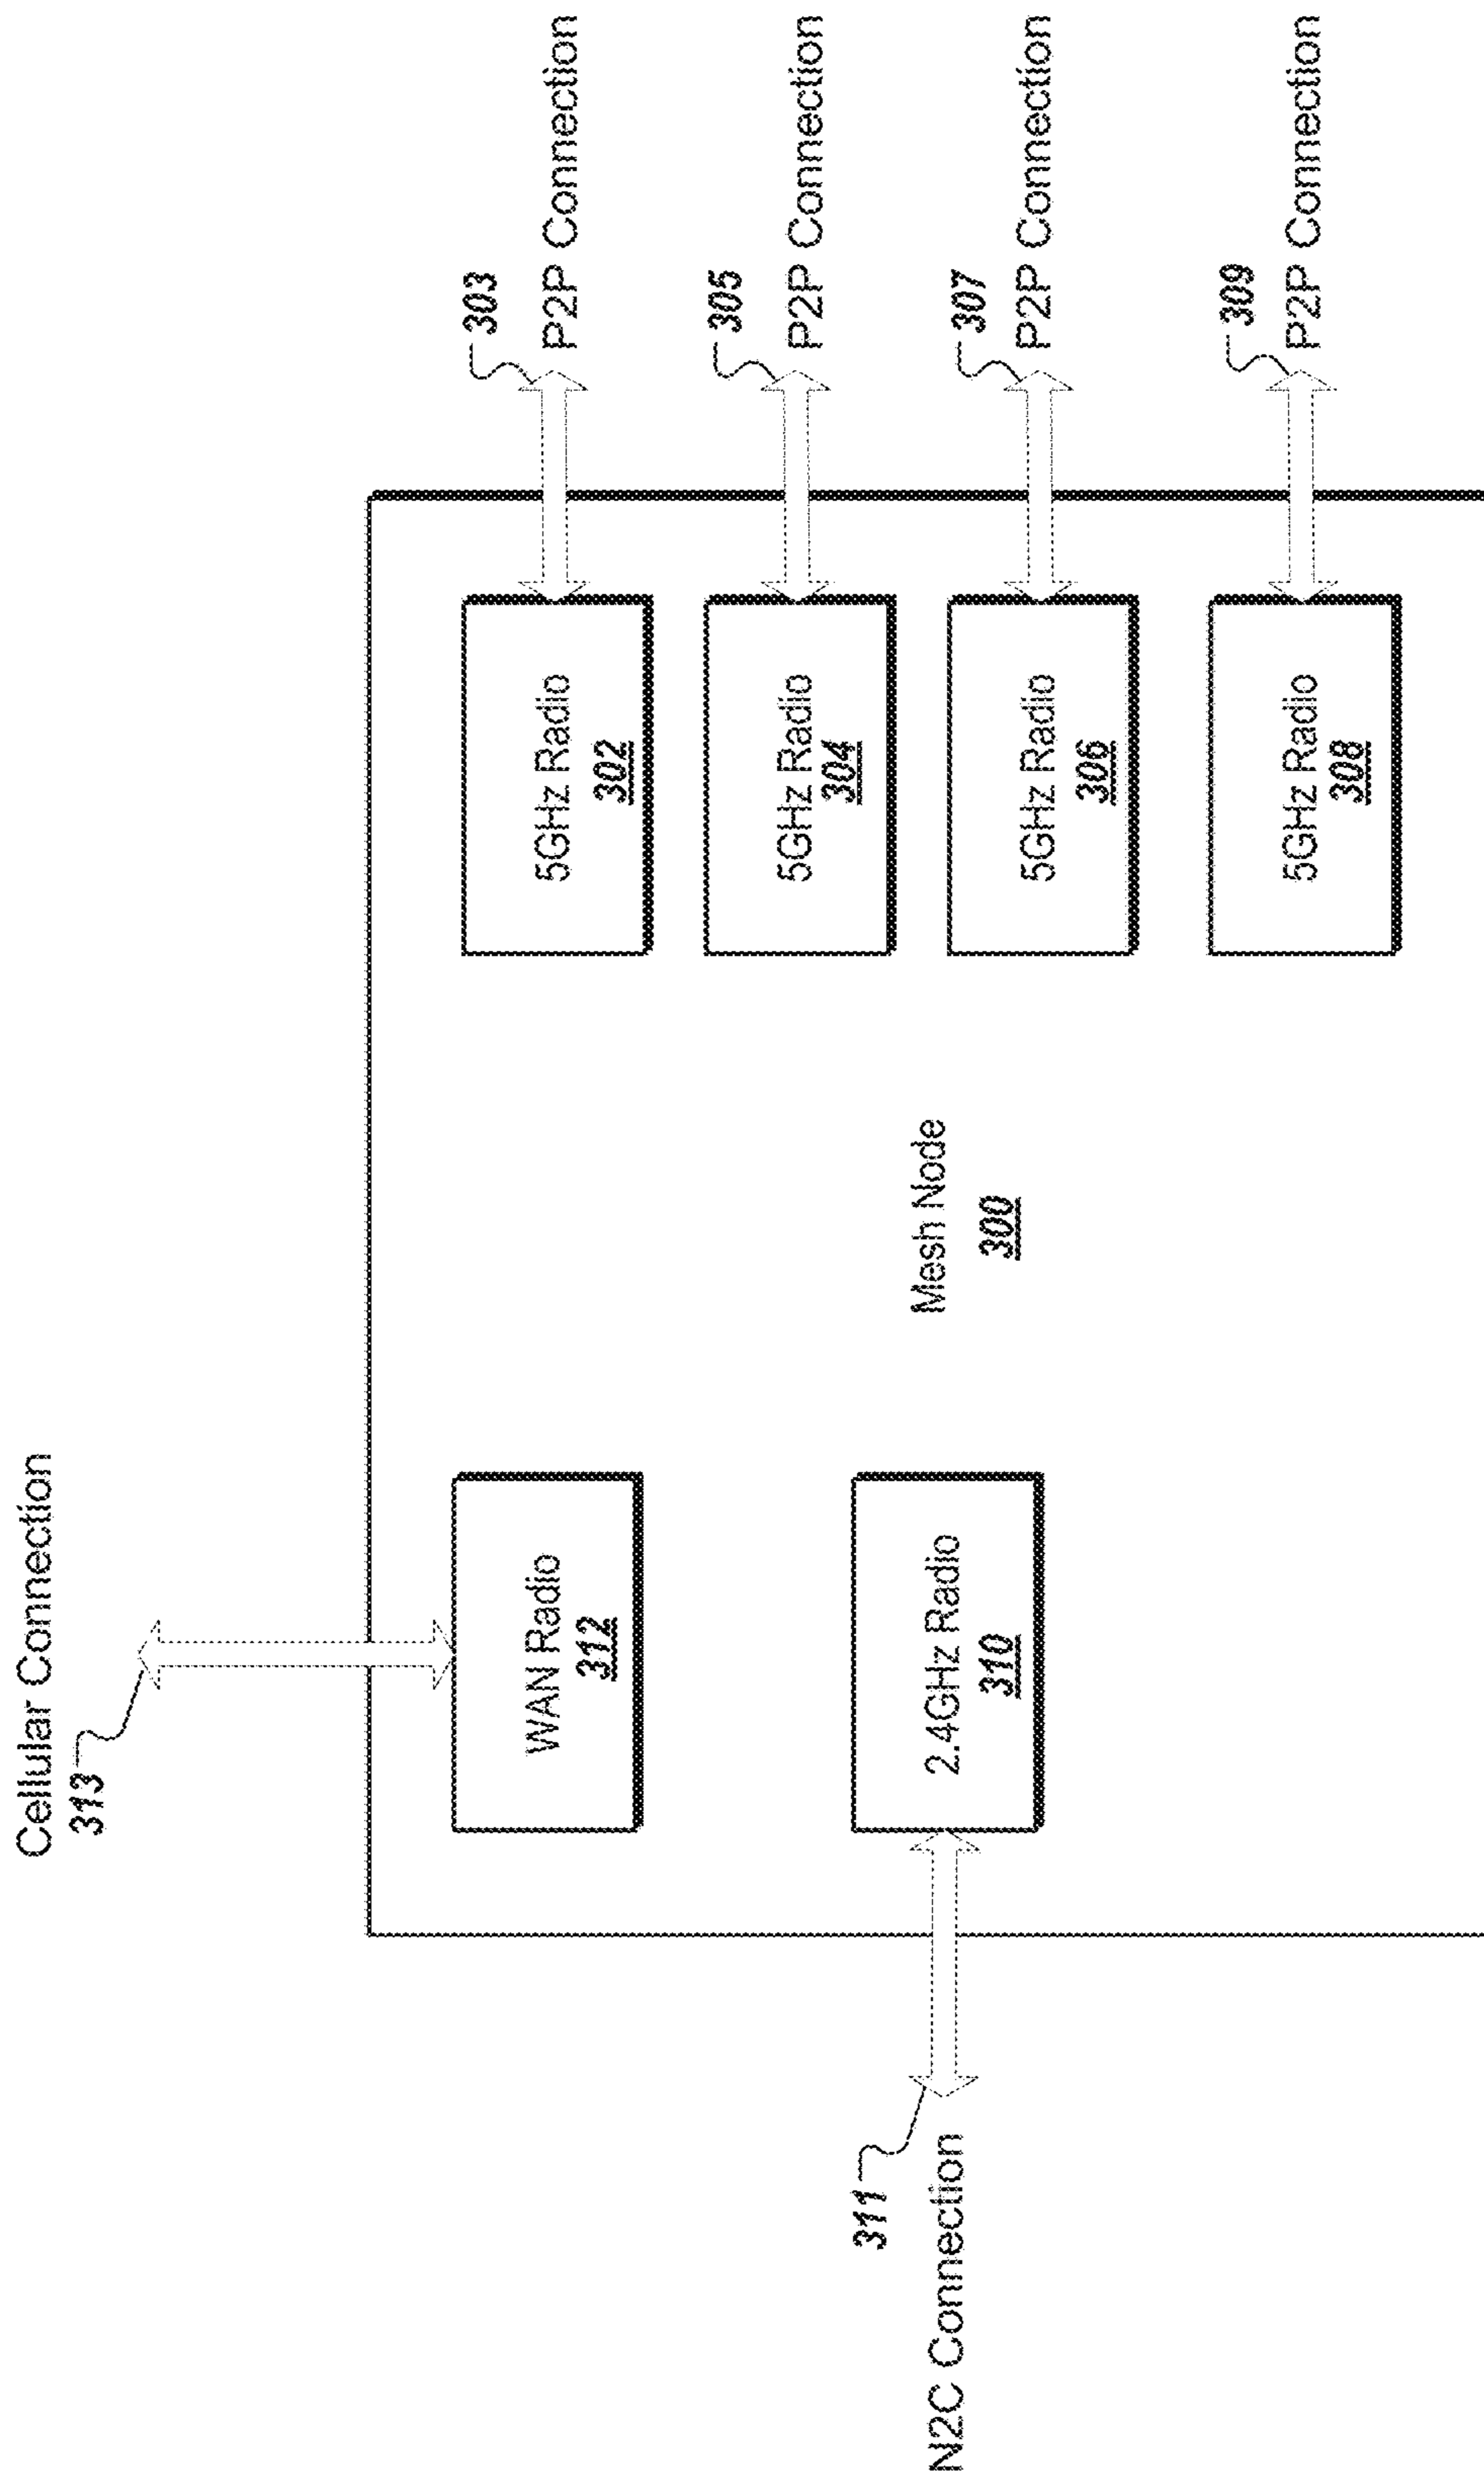 Cellular Connection
313
WAN Radio
312
5GHz Radio
302
303
P2P Connection
5GHz Radio
304
305
P2P Connection
N2C Connection
311
2.4GHz Radio
310
Mesh Node
300
5GHz Radio
306
307
P2P Connection
5GHz Radio
308
309
P2P Connection